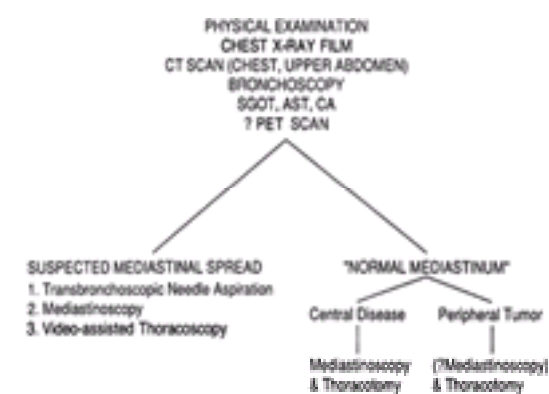 PHYSICAL EXAMINATION
CHEST X-RAY FILM
CT SCAN (CHEST, UPPER ABDOMEN)
BRONCHOSCOPY
SGOT, AST, CA
? PET SCAN
SUSPECTED MEDIASTINAL SPREAD
1. Transbronchoscopic Needle Aspiration
2. Mediastinoscopy
3. Video-assisted Thoracoscopy
"NORMAL MEDIASTINUM"
Central Disease
Mediastinoscopy
& Thoracotomy
Peripheral Tumor
(?Mediastinoscopy)
& Thoracotomy